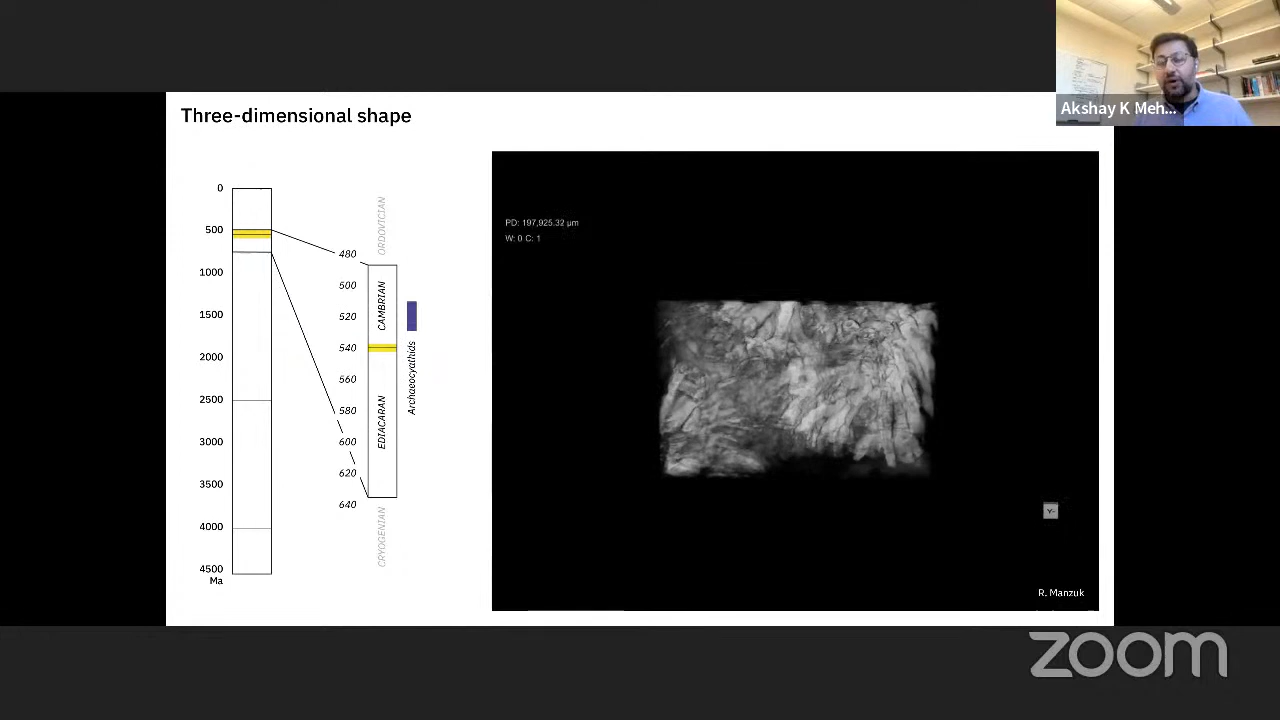 Three-dimensional shape
Akshay K Meh...
0
500
1000
1500
2000
2500
3000
3500
4000
4500
Ma
480
500
520
540
560
580
600
620
640
ORDOVICIAN
CAMBRIAN
EDIACARAN
CRYOGENIAN
Archaeocyathids
PD: 197,925.32 µm
W: 0 C: 1
Y-
R. Manzuk
zoom